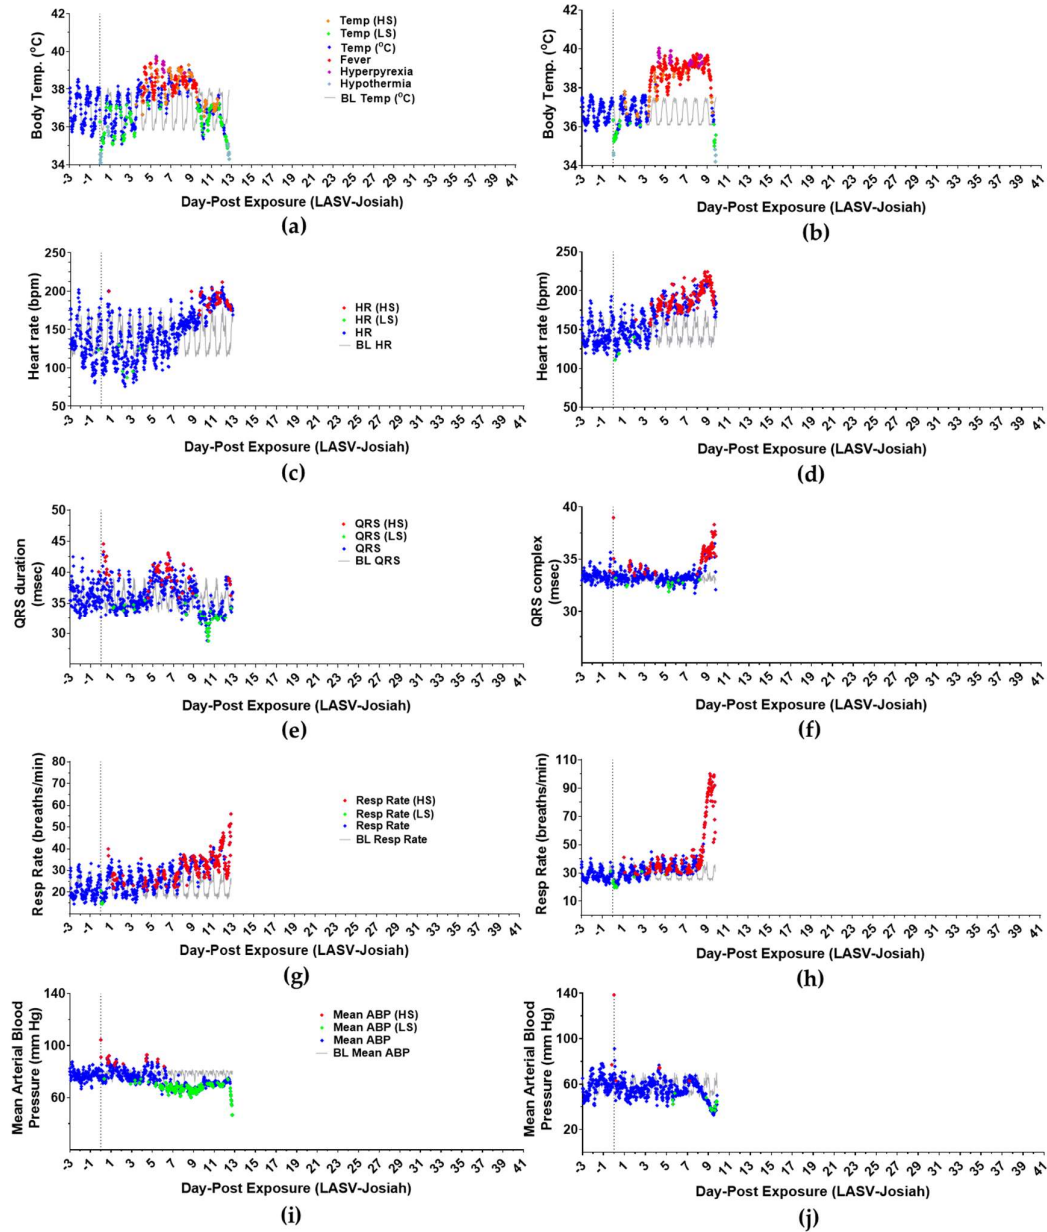 42
40
38
36
34
Body Temp. (°C)
Temp (HS)
Temp (LS)
Temp (°C)
Fever
Hyperpyrexia
Hypothermia
BL Temp (°C)
-3 -1 1 3 5 7 9 11 13 15 17 19 21 23 25 27 29 31 33 35 37 39 41
Day-Post Exposure (LASV-Josiah)
(a)
42
40
38
36
34
Body Temp. (°C)
-3 -1 1 3 5 7 9 11 13 15 17 19 21 23 25 27 29 31 33 35 37 39 41
Day-Post Exposure (LASV-Josiah)
(b)
250
200
150
100
50
Heart rate (bpm)
HR (HS)
HR (LS)
HR
BL HR
-3 -1 1 3 5 7 9 11 13 15 17 19 21 23 25 27 29 31 33 35 37 39 41
Day-Post Exposure (LASV-Josiah)
(c)
250
200
150
100
50
Heart rate (bpm)
-3 -1 1 3 5 7 9 11 13 15 17 19 21 23 25 27 29 31 33 35 37 39 41
Day-Post Exposure (LASV-Josiah)
(d)
50
45
40
35
30
QRS duration
(msec)
QRS (HS)
QRS (LS)
QRS
BL QRS
-3 -1 1 3 5 7 9 11 13 15 17 19 21 23 25 27 29 31 33 35 37 39 41
Day-Post Exposure (LASV-Josiah)
(e)
40
35
30
QRS complex
(msec)
-3 -1 1 3 5 7 9 11 13 15 17 19 21 23 25 27 29 31 33 35 37 39 41
Day-Post Exposure (LASV-Josiah)
(f)
80
70
60
50
40
30
20
Resp Rate (breaths/min)
Resp Rate (HS)
Resp Rate (LS)
Resp Rate
BL Resp Rate
-3 -1 1 3 5 7 9 11 13 15 17 19 21 23 25 27 29 31 33 35 37 39 41
Day-Post Exposure (LASV-Josiah)
(g)
110
90
70
50
30
10
Resp Rate (breaths/min)
-3 -1 1 3 5 7 9 11 13 15 17 19 21 23 25 27 29 31 33 35 37 39 41
Day-Post Exposure (LASV-Josiah)
(h)
140
100
60
Mean Arterial Blood
Pressure (mm Hg)
Mean ABP (HS)
Mean ABP (LS)
Mean ABP
BL Mean ABP
-3 -1 1 3 5 7 9 11 13 15 17 19 21 23 25 27 29 31 33 35 37 39 41
Day-Post Exposure (LASV-Josiah)
(i)
140
100
60
20
Mean Arterial Blood
Pressure (mm Hg)
-3 -1 1 3 5 7 9 11 13 15 17 19 21 23 25 27 29 31 33 35 37 39 41
Day-Post Exposure (LASV-Josiah)
(j)